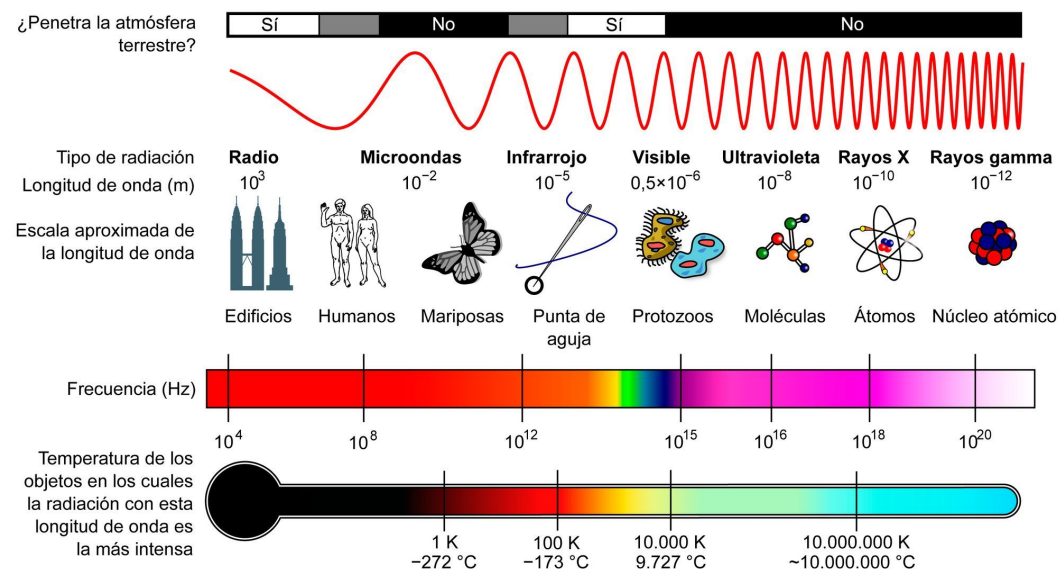 ¿Penetra la atmósfera
terrestre?
Sí No Sí No
Tipo de radiación Radio Microondas Infrarrojo Visible Ultravioleta Rayos X Rayos gamma
Longitud de onda (m) 10³ 10⁻² 10⁻⁵ 0,5×10⁻⁶ 10⁻⁸ 10⁻¹⁰ 10⁻¹²
Escala aproximada de
la longitud de onda
Edificios Humanos Mariposas Punta de Protozoos Moléculas Átomos Núcleo atómico
aguja
Frecuencia (Hz)
10⁴ 10⁸ 10¹² 10¹⁵ 10¹⁶ 10¹⁸ 10²⁰
Temperatura de los
objetos en los cuales
la radiación con esta
longitud de onda es
la más intensa
1 K 100 K 10.000 K 10.000.000 K
−272 °C −173 °C 9.727 °C ~10.000.000 °C